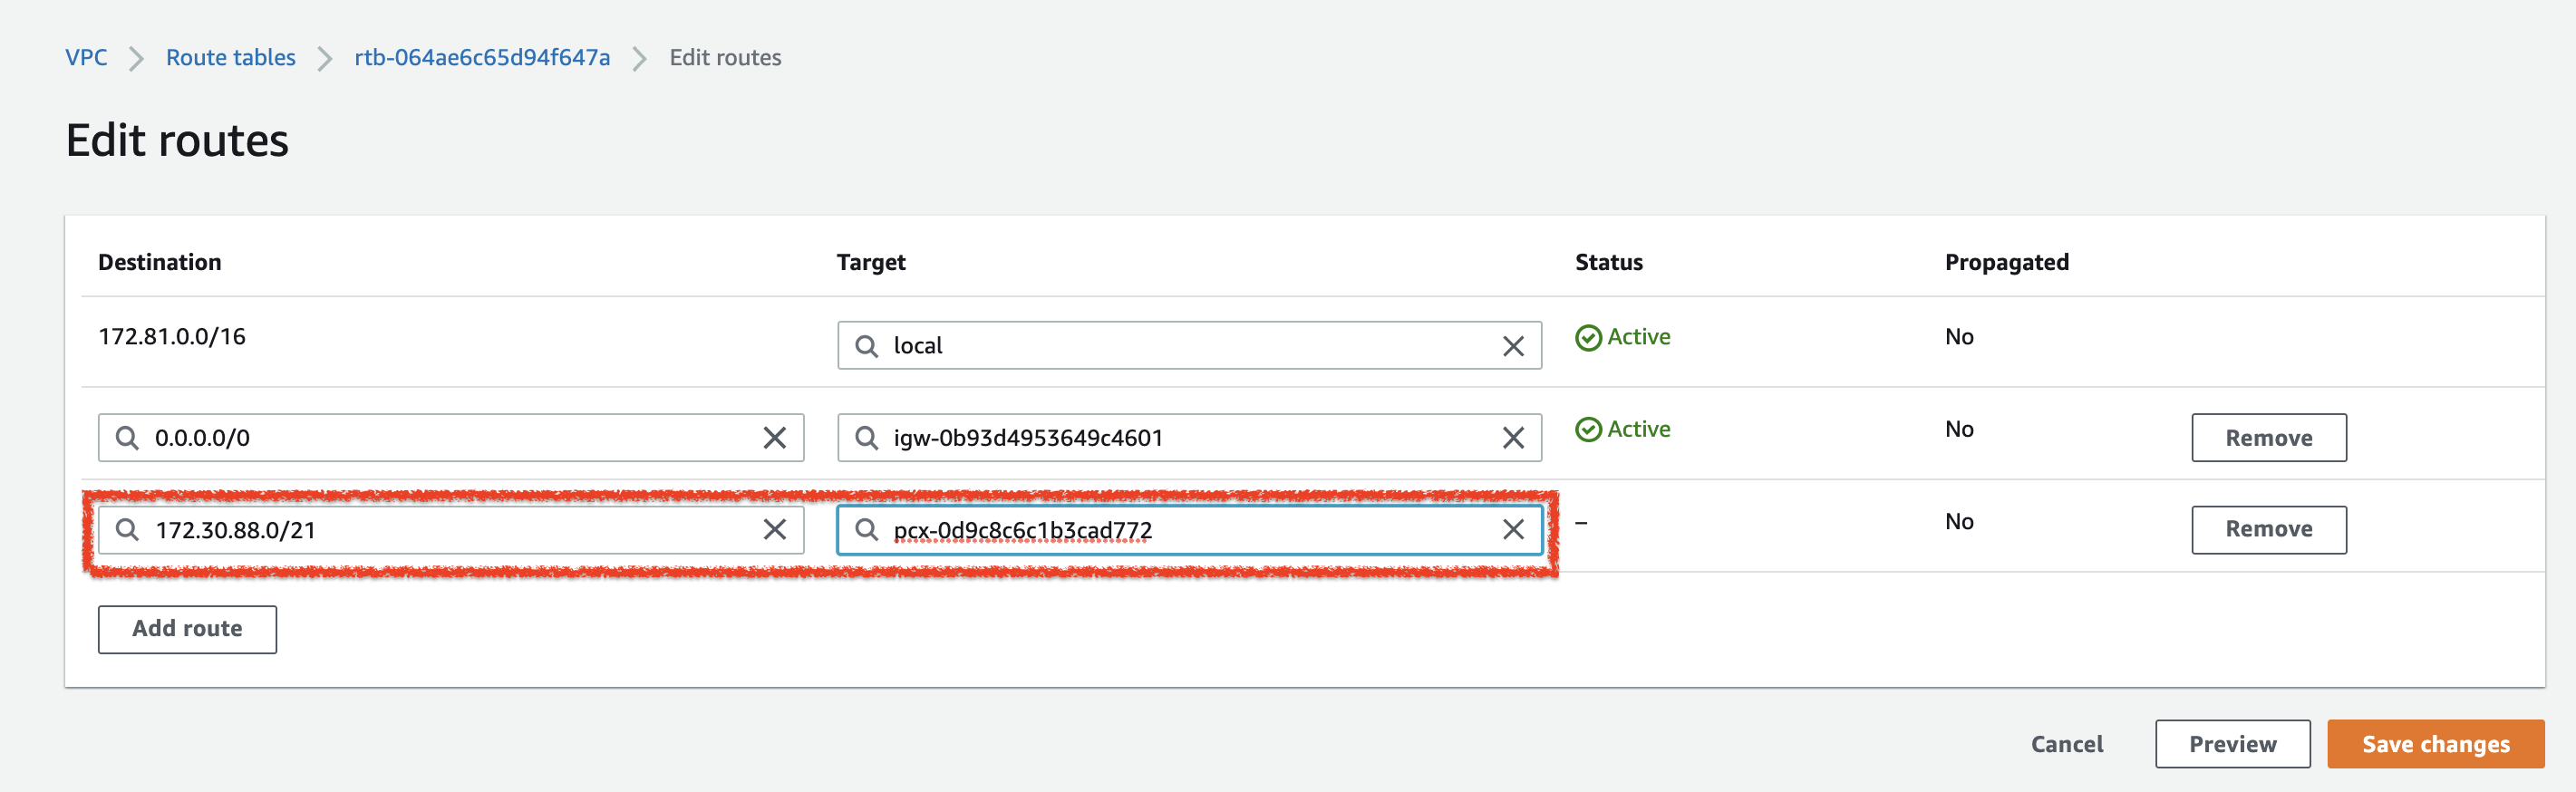 VPC > Route tables > rtb-064ae6c65d94f647a > Edit routes
Edit routes
Destination Target Status Propagated
172.81.0.0/16 local Active No
0.0.0.0/0 igw-0b93d4953649c4601 Active No Remove
172.30.88.0/21 pcx-0d9c8c6c1b3cad772 – No Remove
Add route
Cancel Preview Save changes